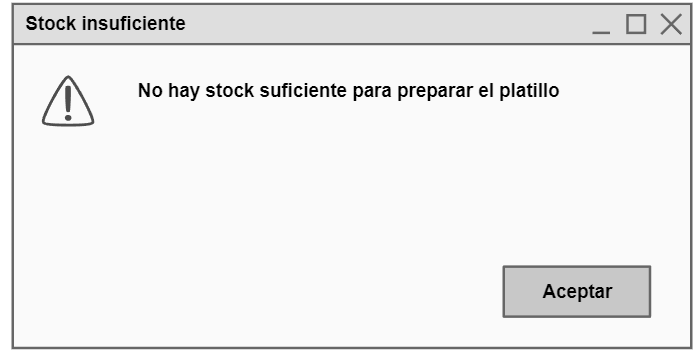 Stock insuficiente
No hay stock suficiente para preparar el platillo
Aceptar